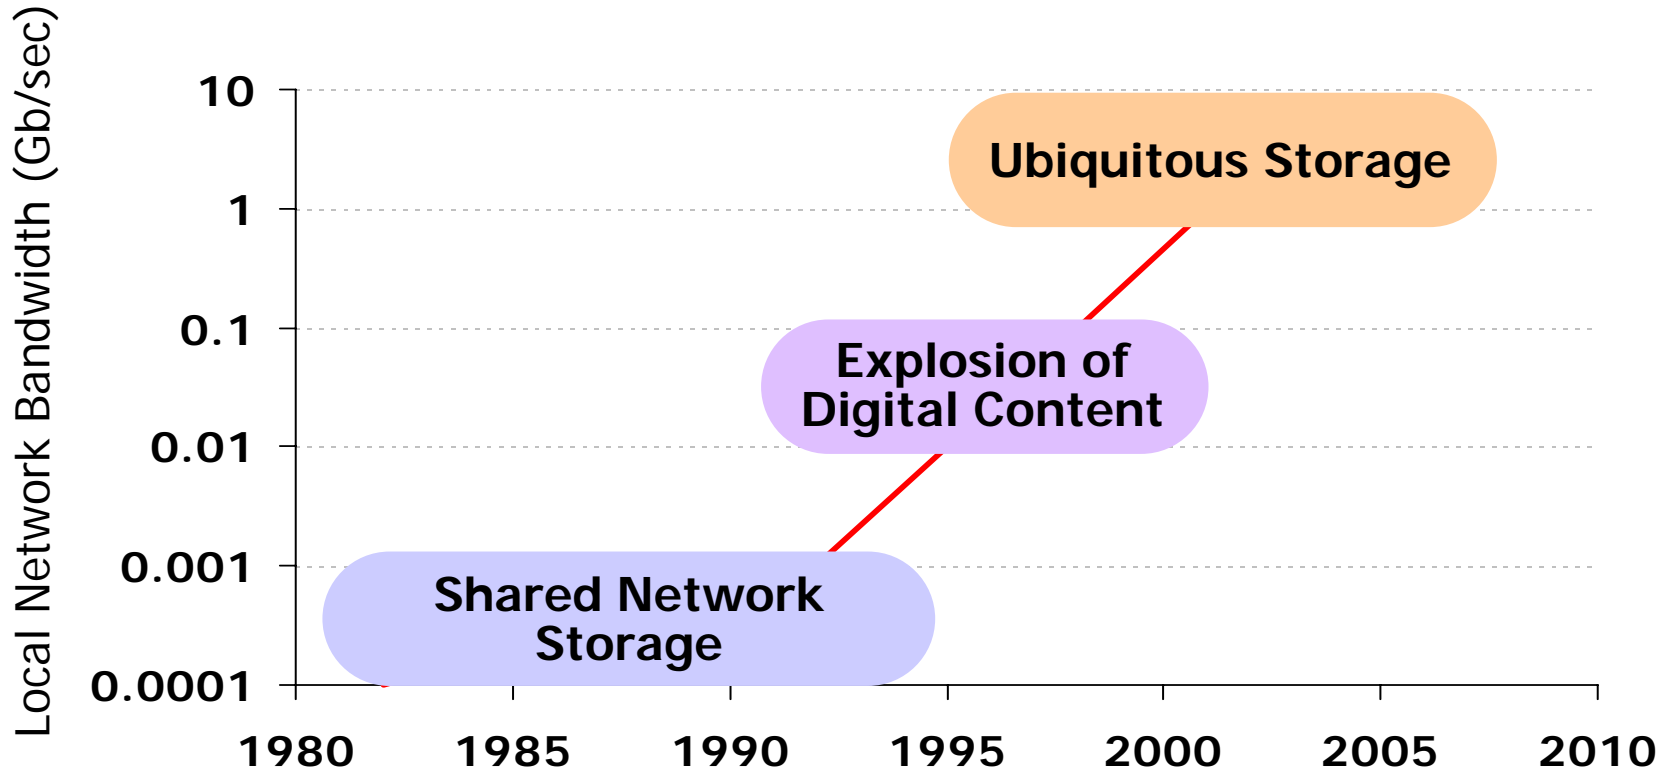 Local Network Bandwidth (Gb/sec)
10
1
0.1
0.01
0.001
0.0001
Ubiquitous Storage
Explosion of
Digital Content
Shared Network
Storage
1980 1985 1990 1995 2000 2005 2010